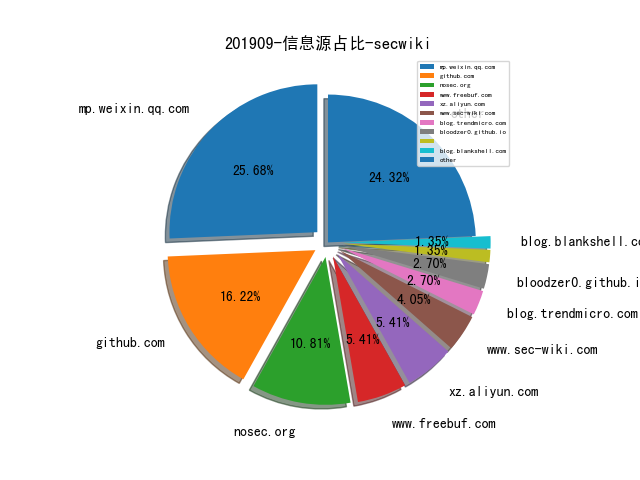 201909-信息源占比-secwiki
mp.weixin.qq.com
github.com
nosec.org
www.freebuf.com
xz.aliyun.com
www.sec-wiki.com
blog.trendmicro.com
bloodzer0.github.io
blog.blankshell.com
other
mp.weixin.qq.com
25.68%
24.32%
1.35%
blog.blankshell.co
1.35%
2.70%
bloodzer0.github.i
2.70%
4.05%
blog.trendmicro.com
16.22%
5.41%
10.81%
5.41%
github.com
www.sec-wiki.com
xz.aliyun.com
nosec.org
www.freebuf.com